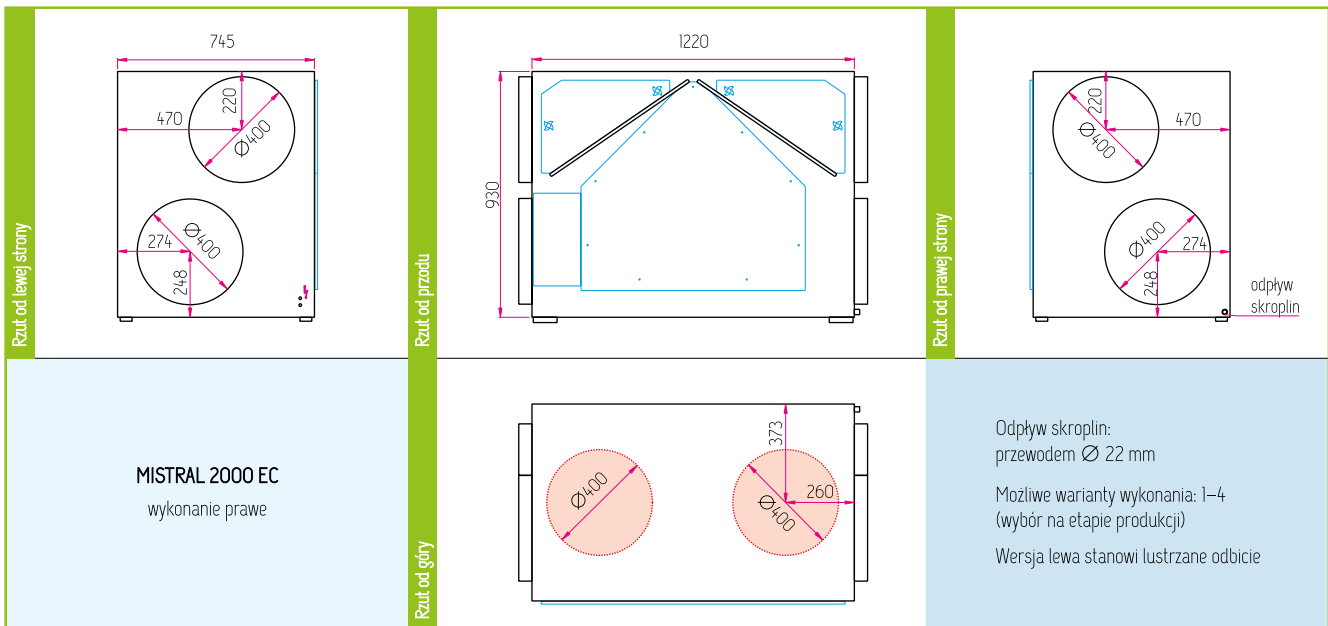 Rzut od lewej strony
745
220
470
Ø400
274
Ø400
248
Rzut od przodu
1220
930
Rzut od prawej strony
220
470
Ø400
Ø400
274
248
odpływ
skroplin
MISTRAL 2000 EC
wykonanie prawe
Rzut od góry
373
Ø400
260
Ø400
Odpływ skroplin:
przewodem Ø 22 mm
Możliwe warianty wykonania: 1–4
(wybór na etapie produkcji)
Wersja lewa stanowi lustrzane odbicie